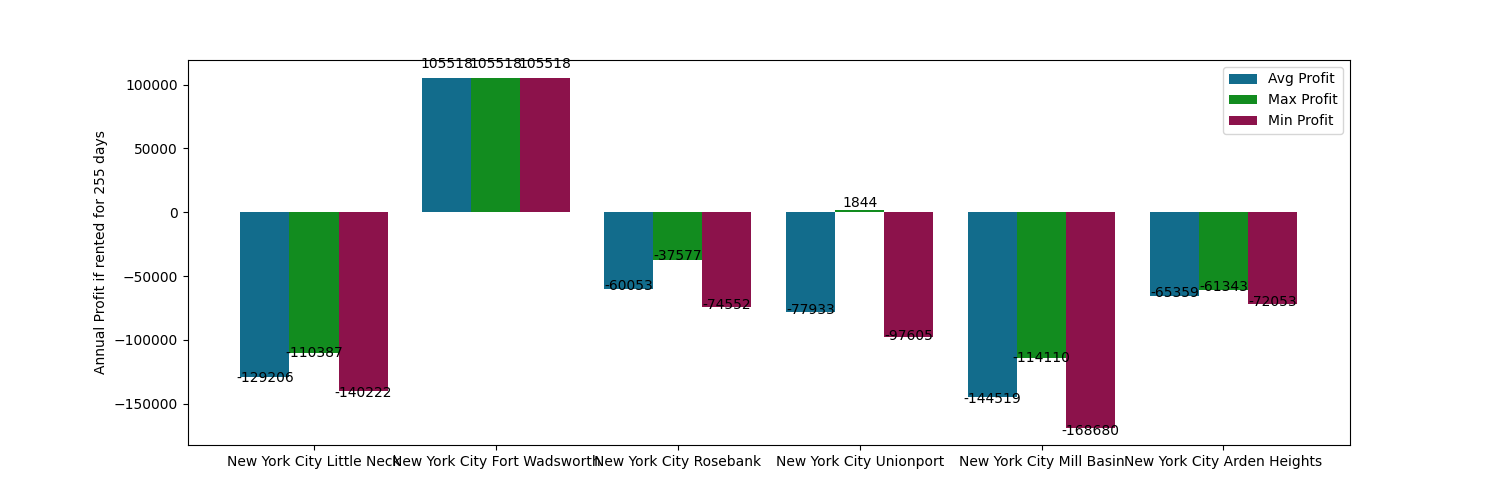 105518 105518 105518
Avg Profit
Max Profit
Min Profit
Annual Profit if rented for 255 days
100000
50000
0
−50000
−100000
−150000
1844
-37577
-60053
-74552
-77933
-97605
-65359
-61343
-72053
-110387
-129206
-140222
-114110
-144519
-168680
New York City Little Neck
New York City Fort Wadsworth
New York City Rosebank
New York City Unionport
New York City Mill Basin
New York City Arden Heights